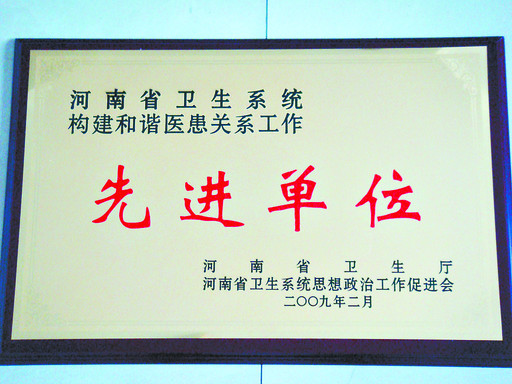 河南省卫生系统
构建和谐医患关系工作
先进单位
河南省卫生厅
河南省卫生系统思想政治工作促进会
二〇〇九年二月